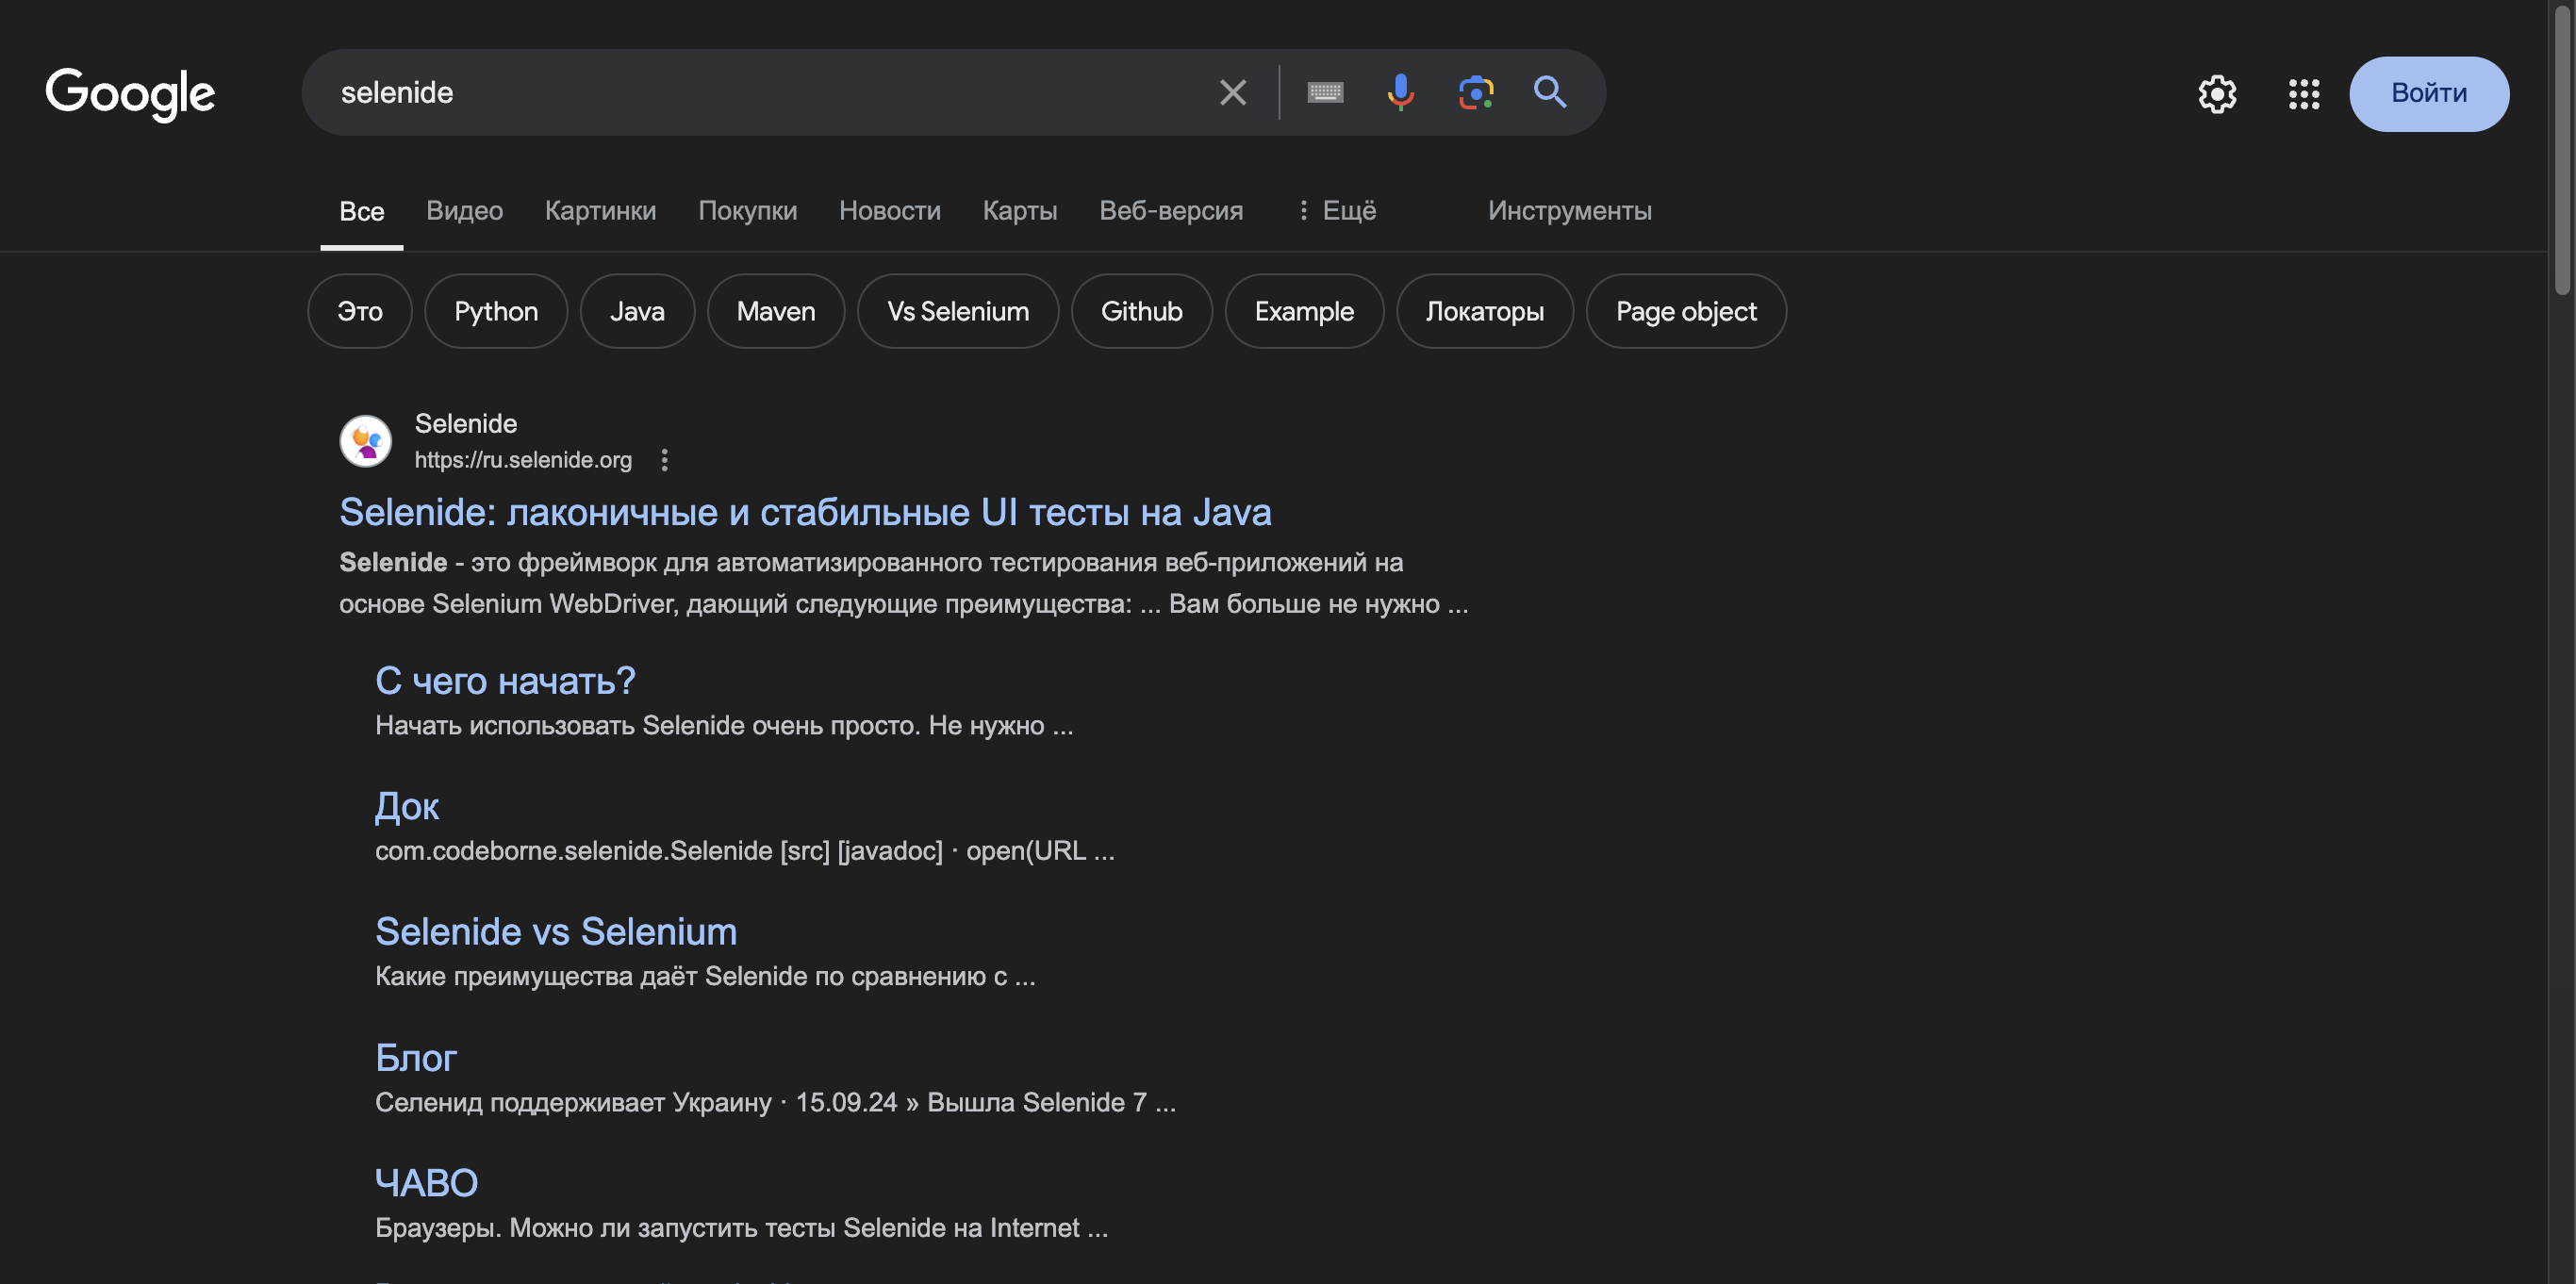 Google
selenide
Войти
Все Видео Картинки Покупки Новости Карты Веб-версия Ещё Инструменты
Это Python Java Maven Vs Selenium Github Example Локаторы Page object
Selenide
https://ru.selenide.org
Selenide: лаконичные и стабильные UI тесты на Java
Selenide - это фреймворк для автоматизированного тестирования веб-приложений на
основе Selenium WebDriver, дающий следующие преимущества: ... Вам больше не нужно ...
С чего начать?
Начать использовать Selenide очень просто. Не нужно ...
Док
com.codeborne.selenide.Selenide [src] [javadoc] · open(URL ...
Selenide vs Selenium
Какие преимущества даёт Selenide по сравнению с ...
Блог
Селенид поддерживает Украину · 15.09.24 » Вышла Selenide 7 ...
ЧАВО
Браузеры. Можно ли запустить тесты Selenide на Internet ...